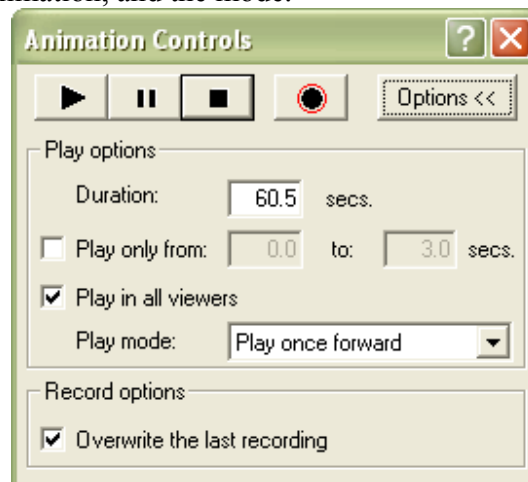 mination, and the mode.
Animation Controls
Options <<
Play options
Duration: 60.5 secs.
Play only from: 0.0 to: 3.0 secs.
Play in all viewers
Play mode: Play once forward
Record options
Overwrite the last recording